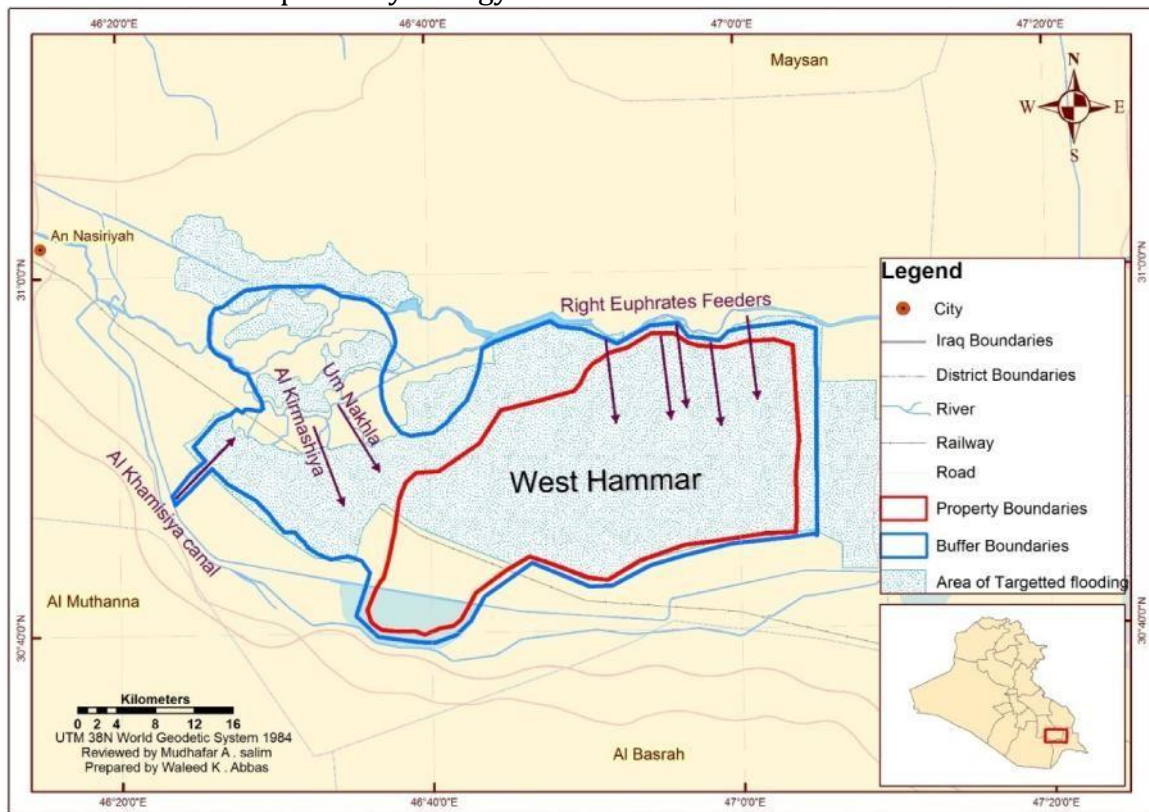 46°20'0"E
46°40'0"E
47°0'0"E
47°20'0"E
Maysan
N
W
E
S
An Nasiriyah
31°0'0"N
31°0'0"N
Right Euphrates Feeders
Um Nakhla
Al Kirmashiya
Al Khamisiya canal
West Hammar
Legend
City
Iraq Boundaries
District Boundaries
River
Railway
Road
Property Boundaries
Buffer Boundaries
Area of Targetted flooding
Al Muthanna
30°40'0"N
30°40'0"N
Kilometers
0 2 4 8 12 16
UTM 38N World Geodetic System 1984
Reviewed by Mudhafar A . salim
Prepared by Waleed K . Abbas
Al Basrah
46°20'0"E
46°40'0"E
47°0'0"E
47°20'0"E